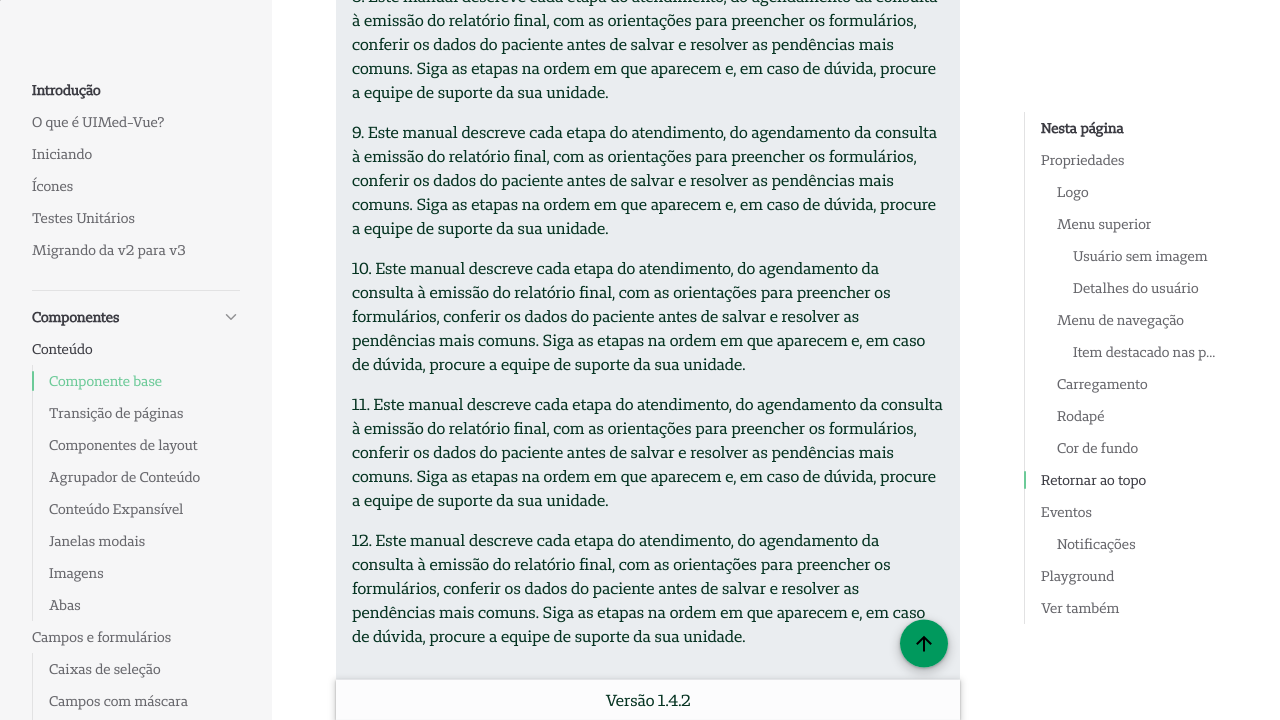 Introdução
O que é UIMed-Vue?
Iniciando
Ícones
Testes Unitários
Migrando da v2 para v3
Componentes
Conteúdo
Componente base
Transição de páginas
Componentes de layout
Agrupador de Conteúdo
Conteúdo Expansível
Janelas modais
Imagens
Abas
Campos e formulários
Caixas de seleção
Campos com máscara
8. Este manual descreve cada etapa do atendimento, do agendamento da consulta
à emissão do relatório final, com as orientações para preencher os formulários,
conferir os dados do paciente antes de salvar e resolver as pendências mais
comuns. Siga as etapas na ordem em que aparecem e, em caso de dúvida, procure
a equipe de suporte da sua unidade.
9. Este manual descreve cada etapa do atendimento, do agendamento da consulta
à emissão do relatório final, com as orientações para preencher os formulários,
conferir os dados do paciente antes de salvar e resolver as pendências mais
comuns. Siga as etapas na ordem em que aparecem e, em caso de dúvida, procure
a equipe de suporte da sua unidade.
10. Este manual descreve cada etapa do atendimento, do agendamento da
consulta à emissão do relatório final, com as orientações para preencher os
formulários, conferir os dados do paciente antes de salvar e resolver as
pendências mais comuns. Siga as etapas na ordem em que aparecem e, em caso
de dúvida, procure a equipe de suporte da sua unidade.
11. Este manual descreve cada etapa do atendimento, do agendamento da consulta
à emissão do relatório final, com as orientações para preencher os formulários,
conferir os dados do paciente antes de salvar e resolver as pendências mais
comuns. Siga as etapas na ordem em que aparecem e, em caso de dúvida, procure
a equipe de suporte da sua unidade.
12. Este manual descreve cada etapa do atendimento, do agendamento da
consulta à emissão do relatório final, com as orientações para preencher os
formulários, conferir os dados do paciente antes de salvar e resolver as
pendências mais comuns. Siga as etapas na ordem em que aparecem e, em caso
de dúvida, procure a equipe de suporte da sua unidade.
Versão 1.4.2
Nesta página
Propriedades
Logo
Menu superior
Usuário sem imagem
Detalhes do usuário
Menu de navegação
Item destacado nas p...
Carregamento
Rodapé
Cor de fundo
Retornar ao topo
Eventos
Notificações
Playground
Ver também